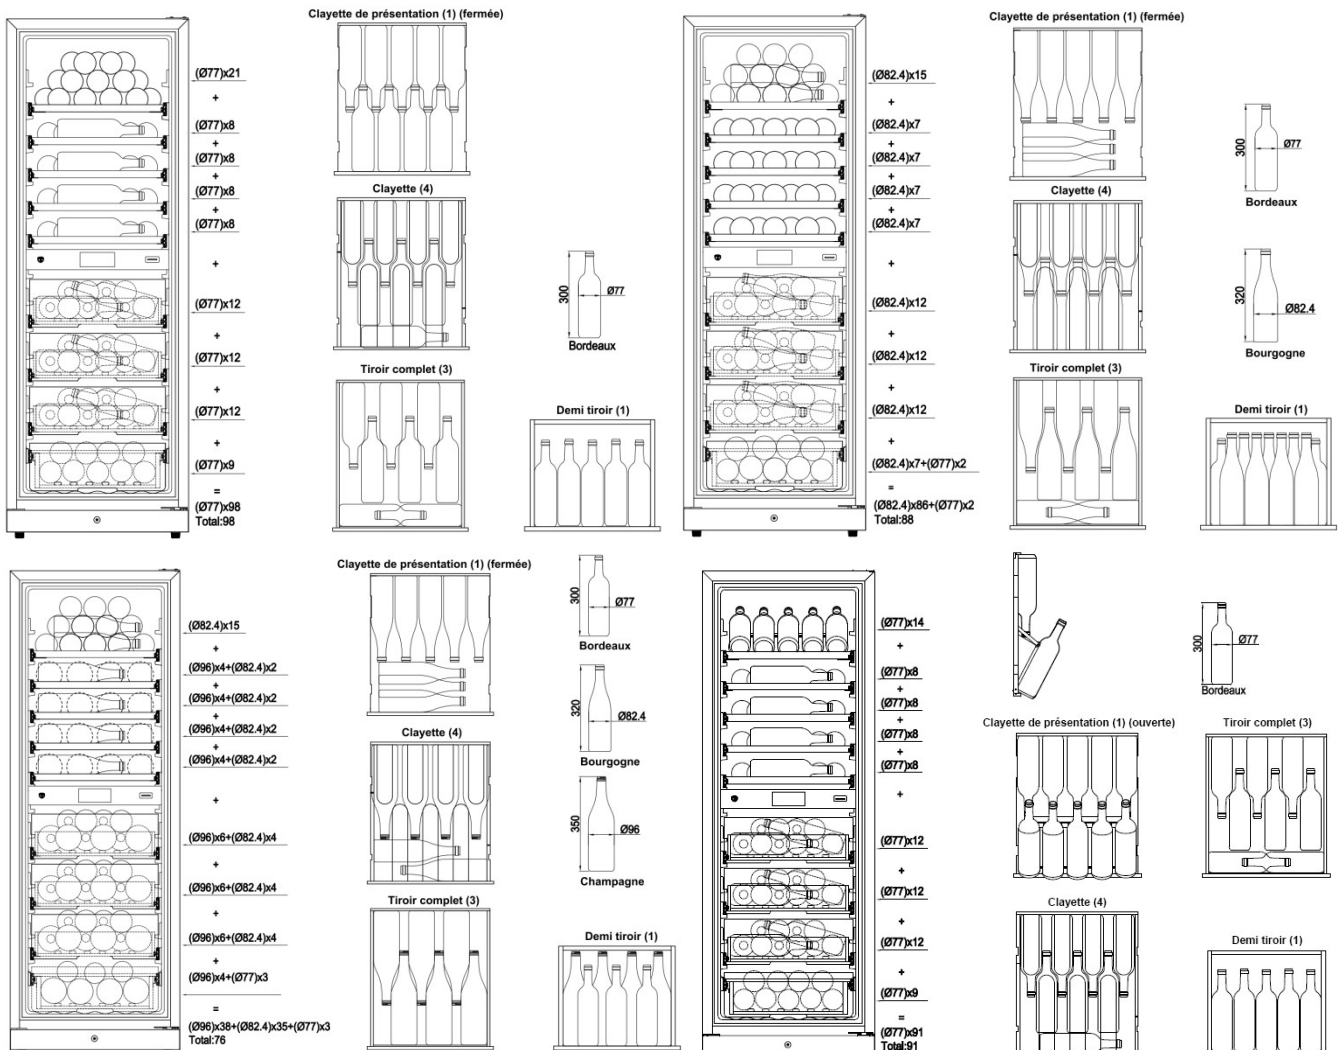 Clayette de présentation (1) (fermée)
(Ø77)x21
+
(Ø77)x8
+
(Ø77)x8
+
(Ø77)x8
+
(Ø77)x8
+
(Ø77)x12
+
(Ø77)x12
+
(Ø77)x12
+
(Ø77)x9
=
(Ø77)x98
Total:98
Clayette (4)
Tiroir complet (3)
300
Ø77
Bordeaux
Demi tiroir (1)
Clayette de présentation (1) (fermée)
(Ø82.4)x15
+
(Ø82.4)x7
+
(Ø82.4)x7
+
(Ø82.4)x7
+
(Ø82.4)x7
+
(Ø82.4)x12
+
(Ø82.4)x12
+
(Ø82.4)x12
+
(Ø82.4)x7+(Ø77)x2
=
(Ø82.4)x86+(Ø77)x2
Total:88
Clayette (4)
Tiroir complet (3)
300
Ø77
Bordeaux
320
Ø82.4
Bourgogne
Demi tiroir (1)
Clayette de présentation (1) (fermée)
(Ø82.4)x15
+
(Ø96)x4+(Ø82.4)x2
+
(Ø96)x4+(Ø82.4)x2
+
(Ø96)x4+(Ø82.4)x2
+
(Ø96)x4+(Ø82.4)x2
+
(Ø96)x6+(Ø82.4)x4
+
(Ø96)x6+(Ø82.4)x4
+
(Ø96)x6+(Ø82.4)x4
+
(Ø96)x4+(Ø77)x3
=
(Ø96)x38+(Ø82.4)x35+(Ø77)x3
Total:76
Clayette (4)
Tiroir complet (3)
300
Ø77
Bordeaux
320
Ø82.4
Bourgogne
350
Ø96
Champagne
Demi tiroir (1)
(Ø77)x14
+
(Ø77)x8
+
(Ø77)x8
+
(Ø77)x8
+
(Ø77)x8
+
(Ø77)x12
+
(Ø77)x12
+
(Ø77)x12
+
(Ø77)x9
=
(Ø77)x91
Total:91
300
Ø77
Bordeaux
Clayette de présentation (1) (ouverte)
Tiroir complet (3)
Clayette (4)
Demi tiroir (1)